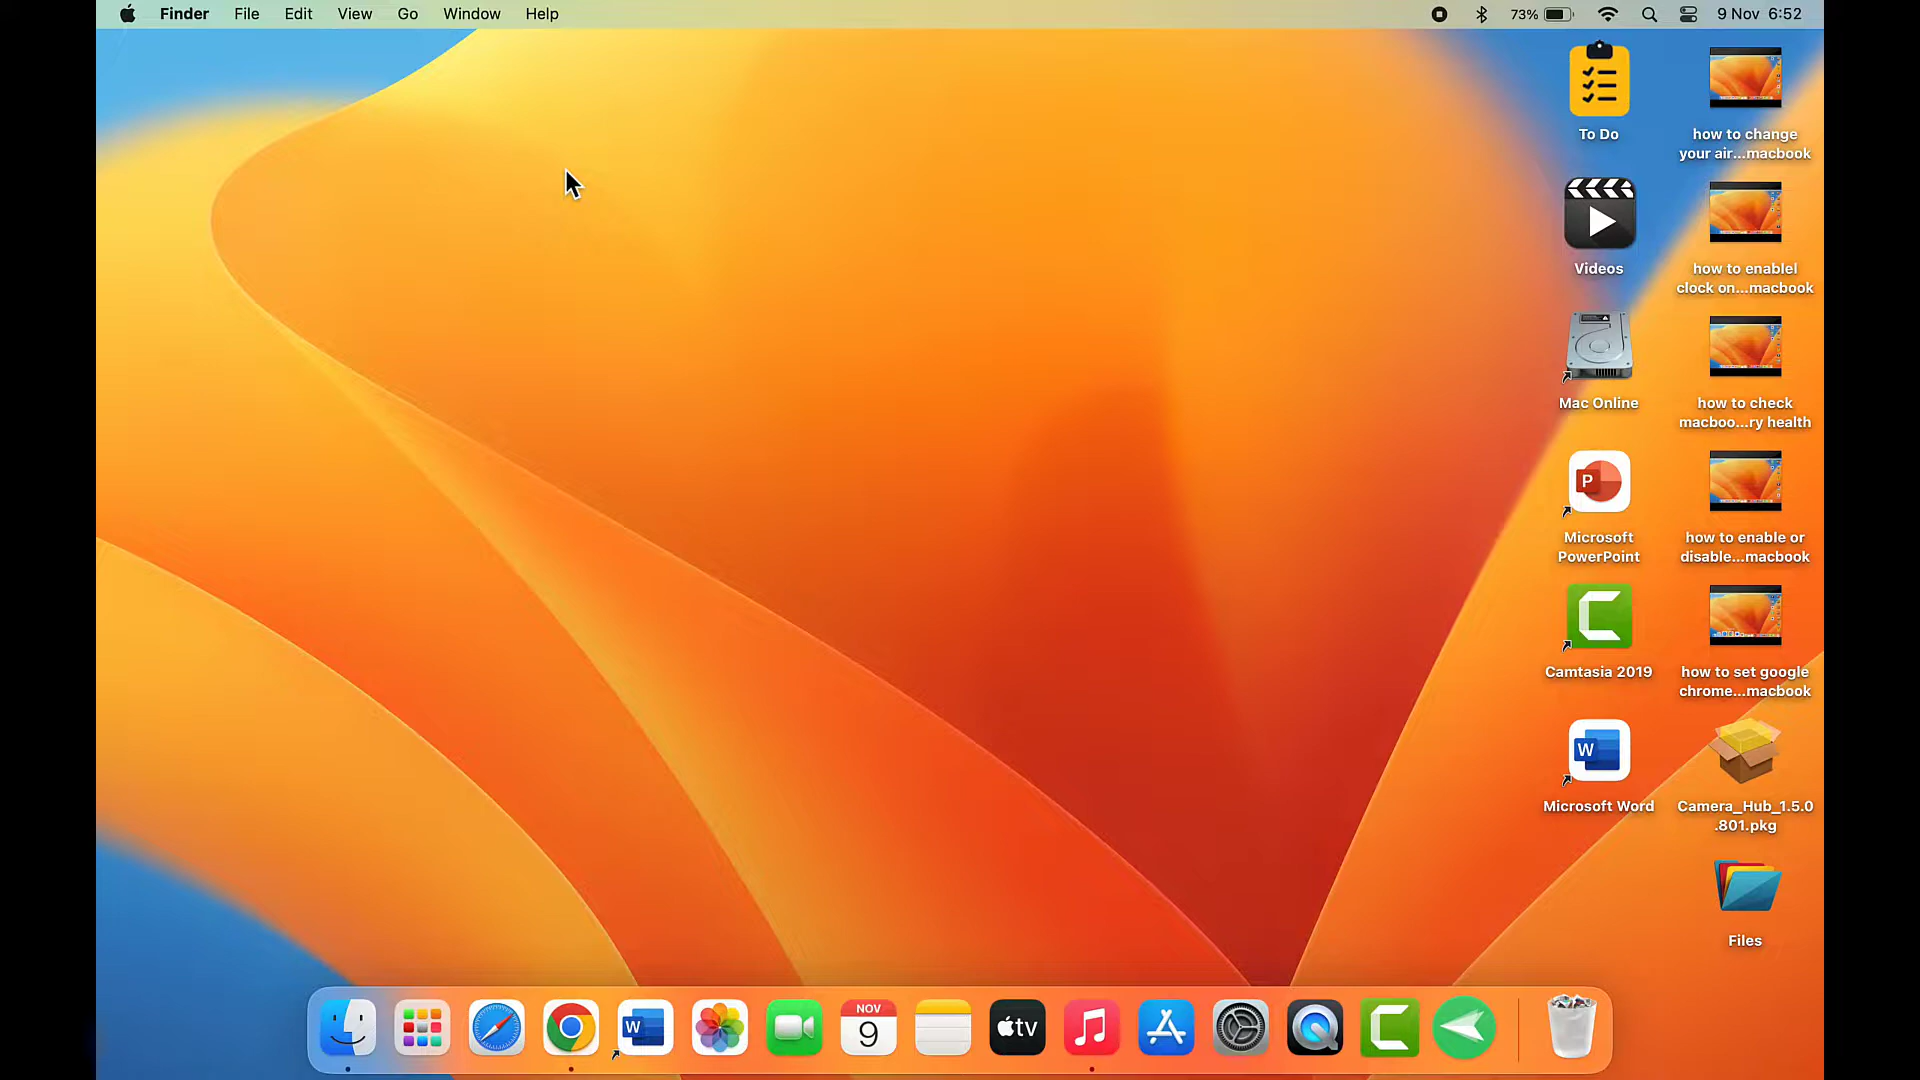 Finder File Edit View Go Window Help 73% 9 Nov 6:52
To Do
how to change
your air...macbook
Videos
how to enablel
clock on...macbook
Mac Online
how to check
macboo...ry health
P
Microsoft
PowerPoint
how to enable or
disable...macbook
Camtasia 2019
how to set google
chrome...macbook
W
Microsoft Word
Camera_Hub_1.5.0
.801.pkg
Files
W
NOV
9
tv